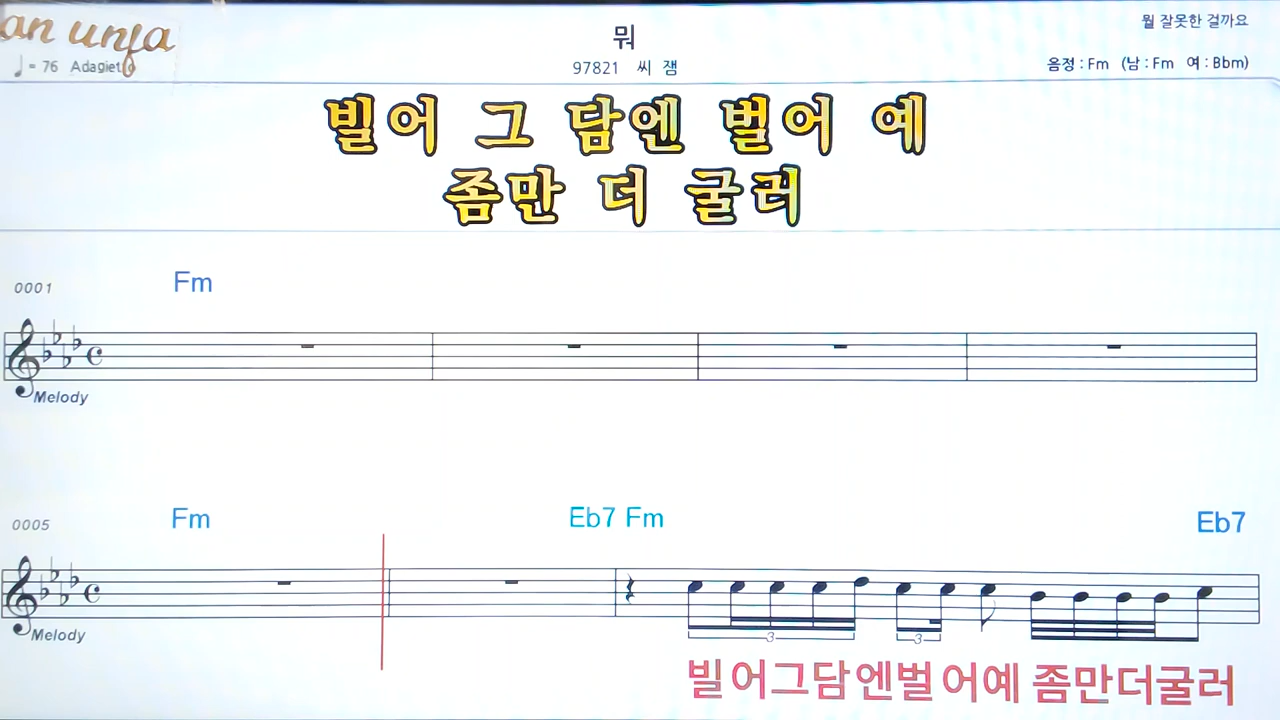 an unfa
뭐
뭘 잘못한 걸까요
♩= 76 Adagietto
97821 씨 잼
음정 : Fm (남 : Fm 여 : Bbm)
빌어 그 담엔 벌어 예
좀만 더 굴러
0001 Fm
Melody
0005 Fm Eb7 Fm Eb7
Melody
3 3
빌어그담엔벌어예 좀만더굴러